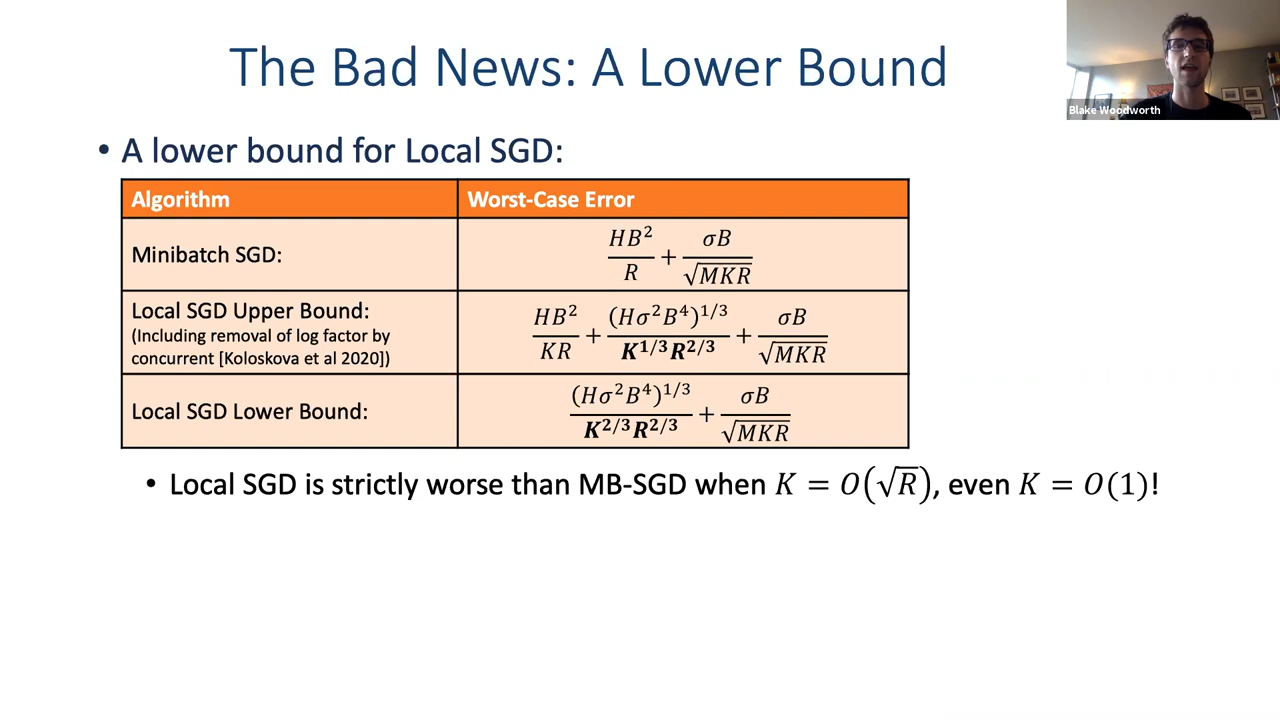 The Bad News: A Lower Bound
Blake Woodworth
• A lower bound for Local SGD:
Algorithm Worst-Case Error
Minibatch SGD: HB²/R + σB/√MKR
Local SGD Upper Bound:
(Including removal of log factor by
concurrent [Koloskova et al 2020])
HB²/KR + (Hσ²B⁴)^1/3/K^1/3R^2/3 + σB/√MKR
Local SGD Lower Bound: (Hσ²B⁴)^1/3/K^2/3R^2/3 + σB/√MKR
• Local SGD is strictly worse than MB-SGD when K = O(√R), even K = O(1)!